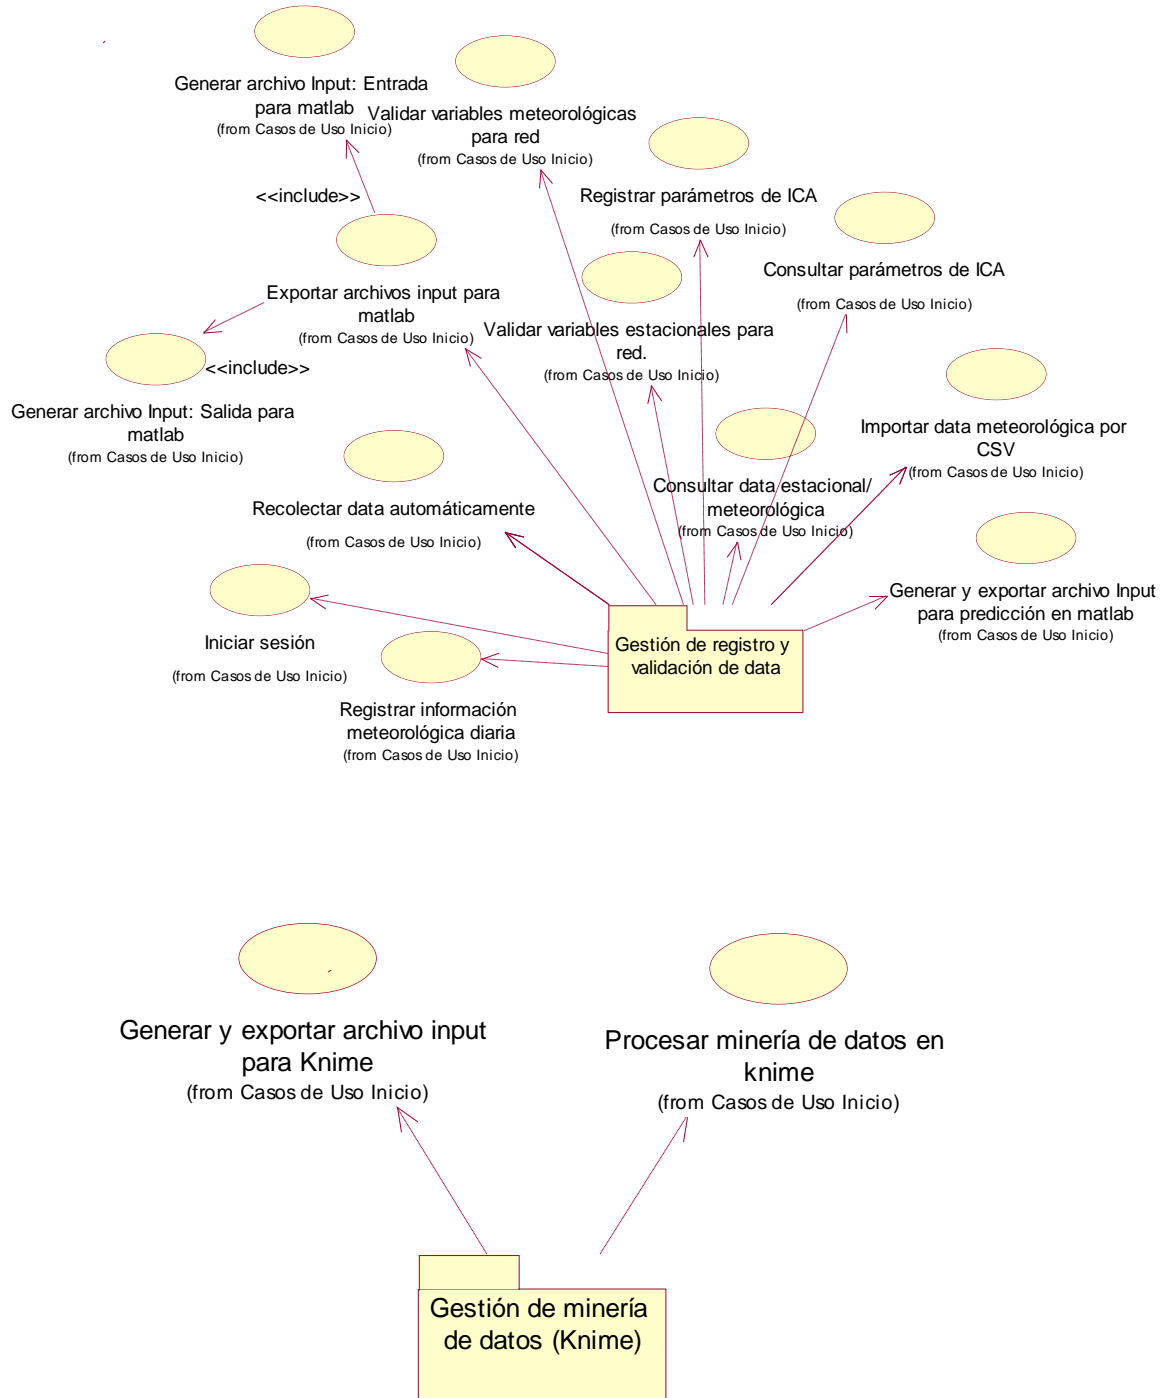 Generar archivo Input: Entrada
para matlab
(from Casos de Uso Inicio)
Validar variables meteorológicas
para red
(from Casos de Uso Inicio)
<<include>>
Registrar parámetros de ICA
(from Casos de Uso Inicio)
Consultar parámetros de ICA
(from Casos de Uso Inicio)
Exportar archivos input para
matlab
(from Casos de Uso Inicio)
Validar variables estacionales para
red.
(from Casos de Uso Inicio)
<<include>>
Generar archivo Input: Salida para
matlab
(from Casos de Uso Inicio)
Importar data meteorológica por
CSV
(from Casos de Uso Inicio)
Recolectar data automáticamente
(from Casos de Uso Inicio)
Consultar data estacional/
meteorológica
(from Casos de Uso Inicio)
Generar y exportar archivo Input
para predicción en matlab
(from Casos de Uso Inicio)
Iniciar sesión
(from Casos de Uso Inicio)
Gestión de registro y
validación de data
Registrar información
meteorológica diaria
(from Casos de Uso Inicio)
Generar y exportar archivo input
para Knime
(from Casos de Uso Inicio)
Procesar minería de datos en
knime
(from Casos de Uso Inicio)
Gestión de minería
de datos (Knime)